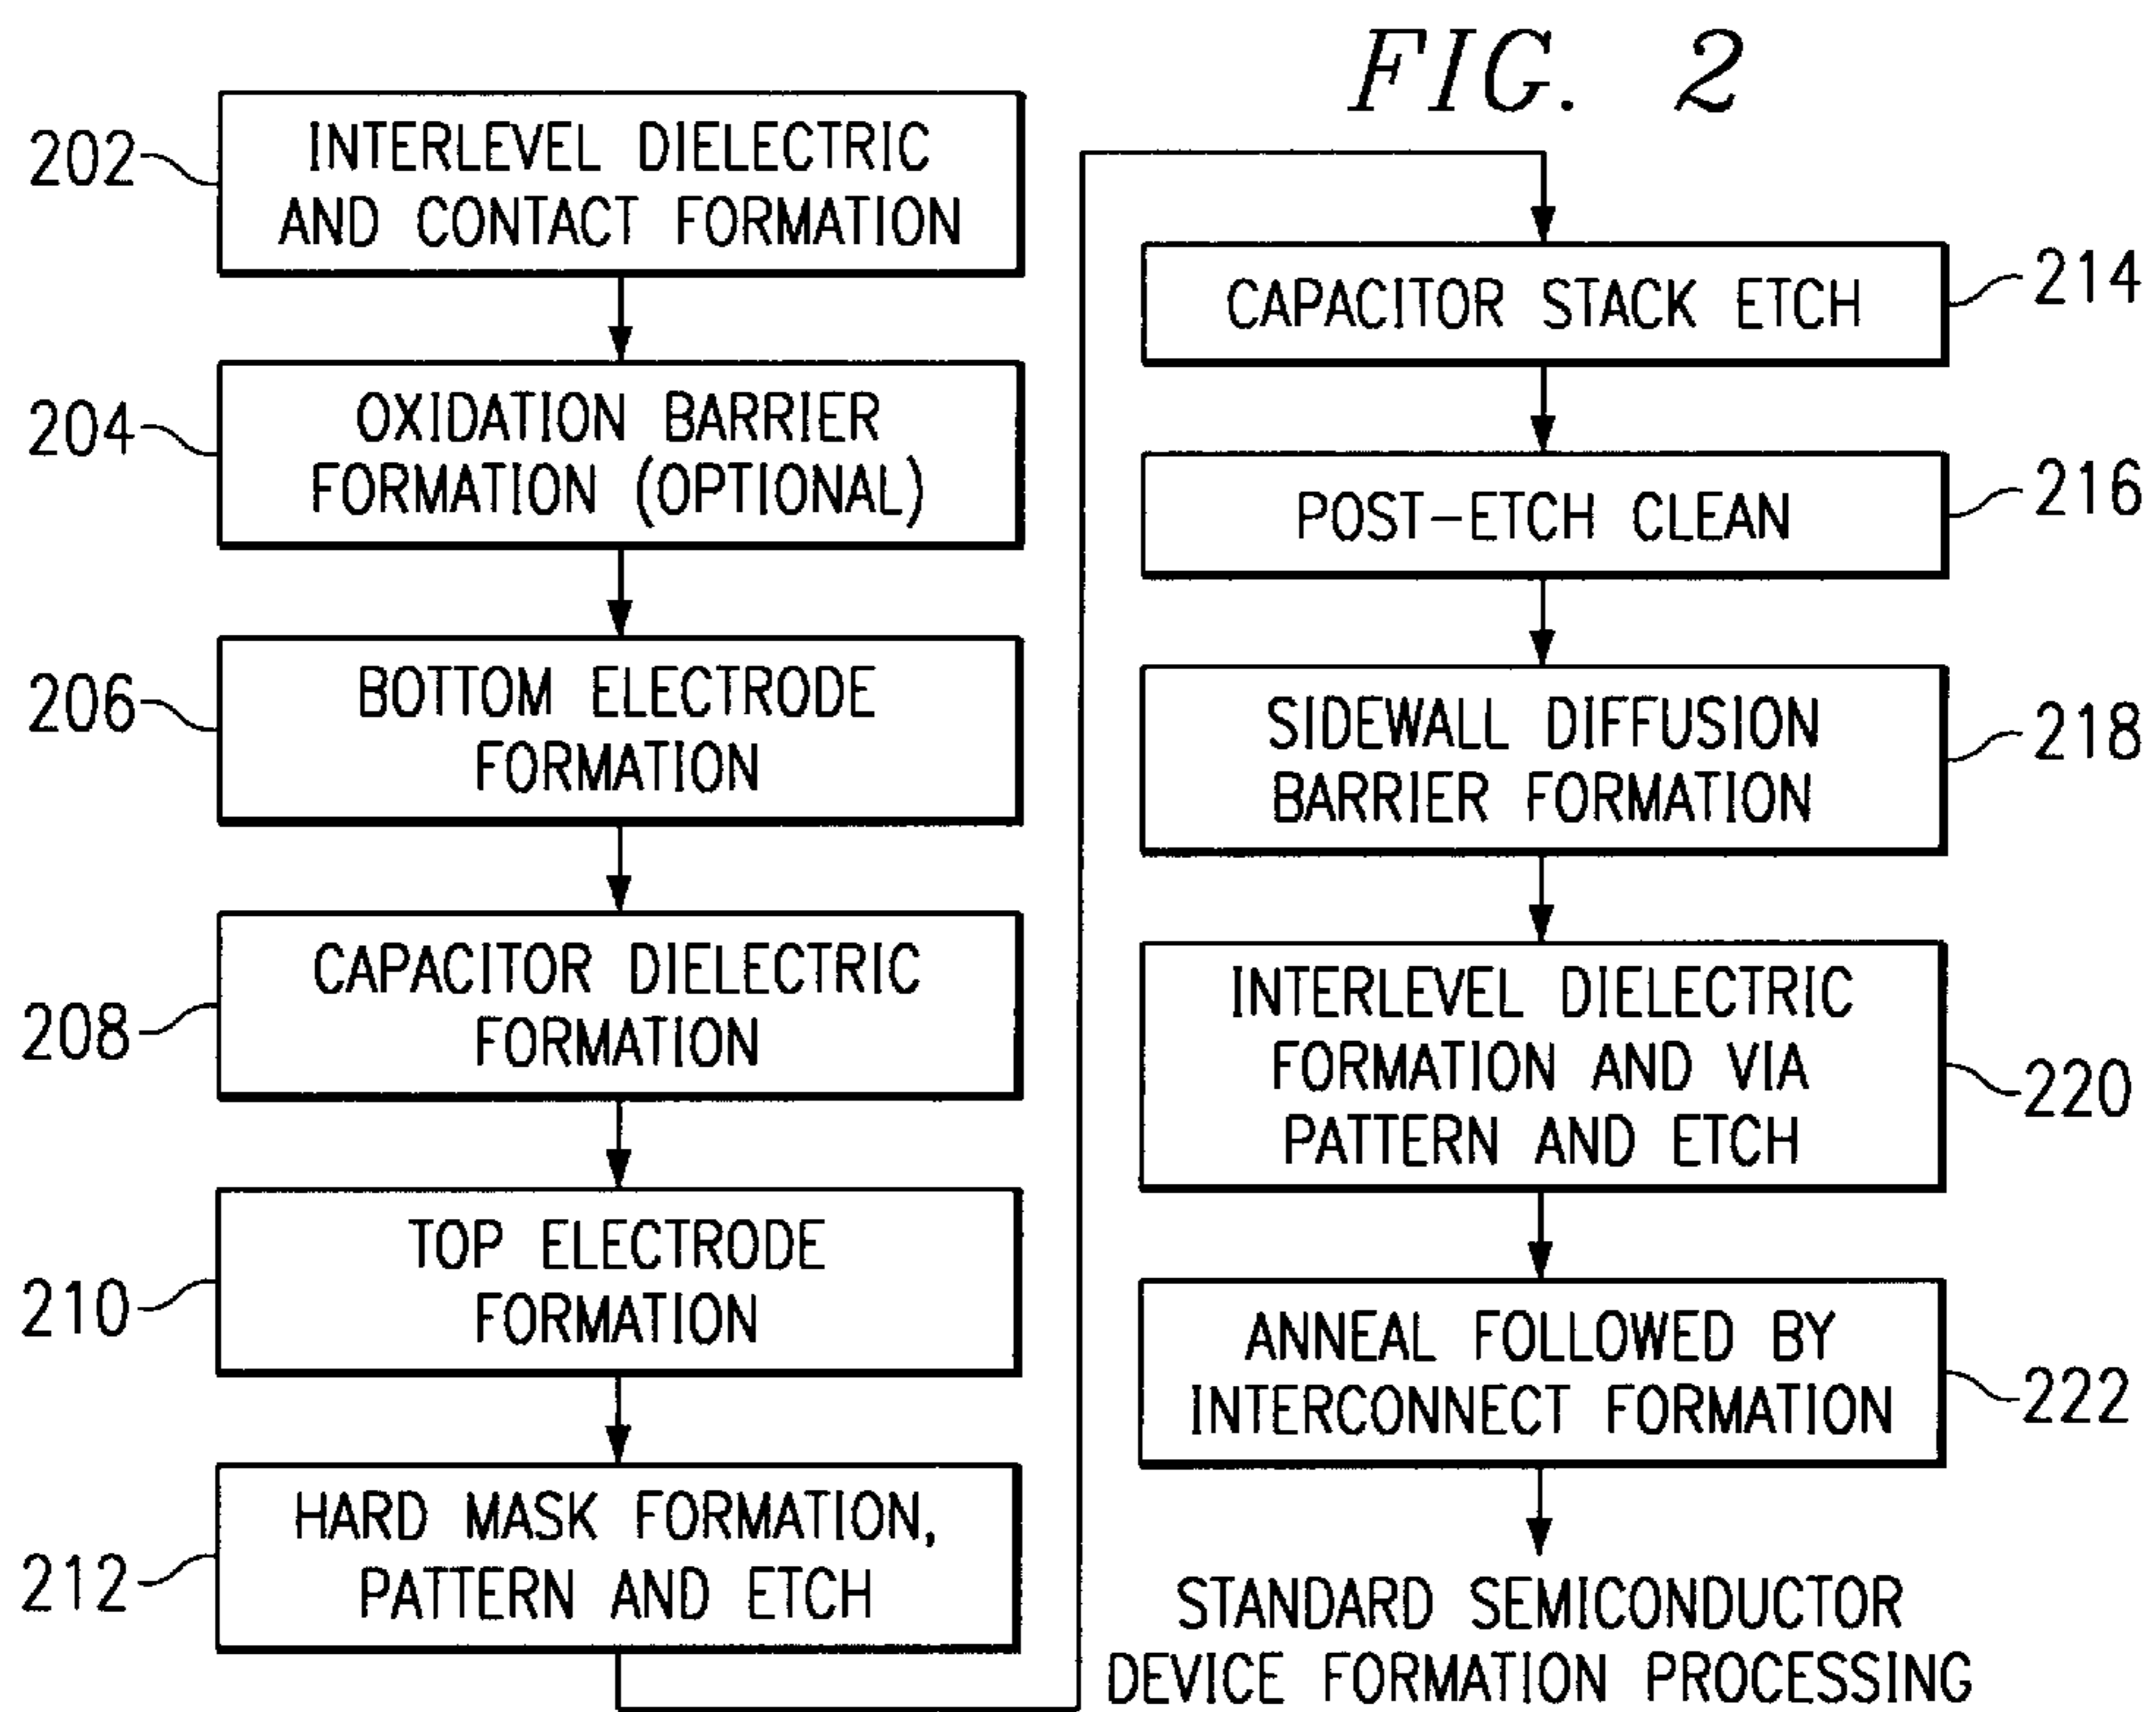 FIG. 2
202
INTERLEVEL DIELECTRIC
AND CONTACT FORMATION
204
OXIDATION BARRIER
FORMATION (OPTIONAL)
206
BOTTOM ELECTRODE
FORMATION
208
CAPACITOR DIELECTRIC
FORMATION
210
TOP ELECTRODE
FORMATION
212
HARD MASK FORMATION,
PATTERN AND ETCH
CAPACITOR STACK ETCH
214
POST-ETCH CLEAN
216
SIDEWALL DIFFUSION
BARRIER FORMATION
218
INTERLEVEL DIELECTRIC
FORMATION AND VIA
PATTERN AND ETCH
220
ANNEAL FOLLOWED BY
INTERCONNECT FORMATION
222
STANDARD SEMICONDUCTOR
DEVICE FORMATION PROCESSING